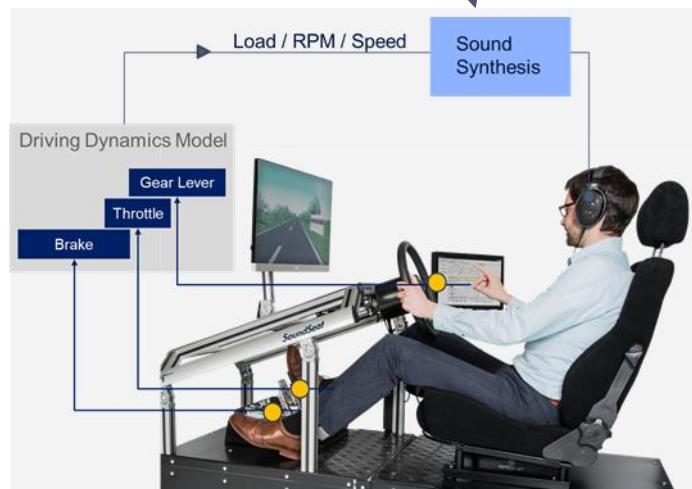 Load / RPM / Speed
Sound
Synthesis
Driving Dynamics Model
Gear Lever
Throttle
Brake
SoundSeat